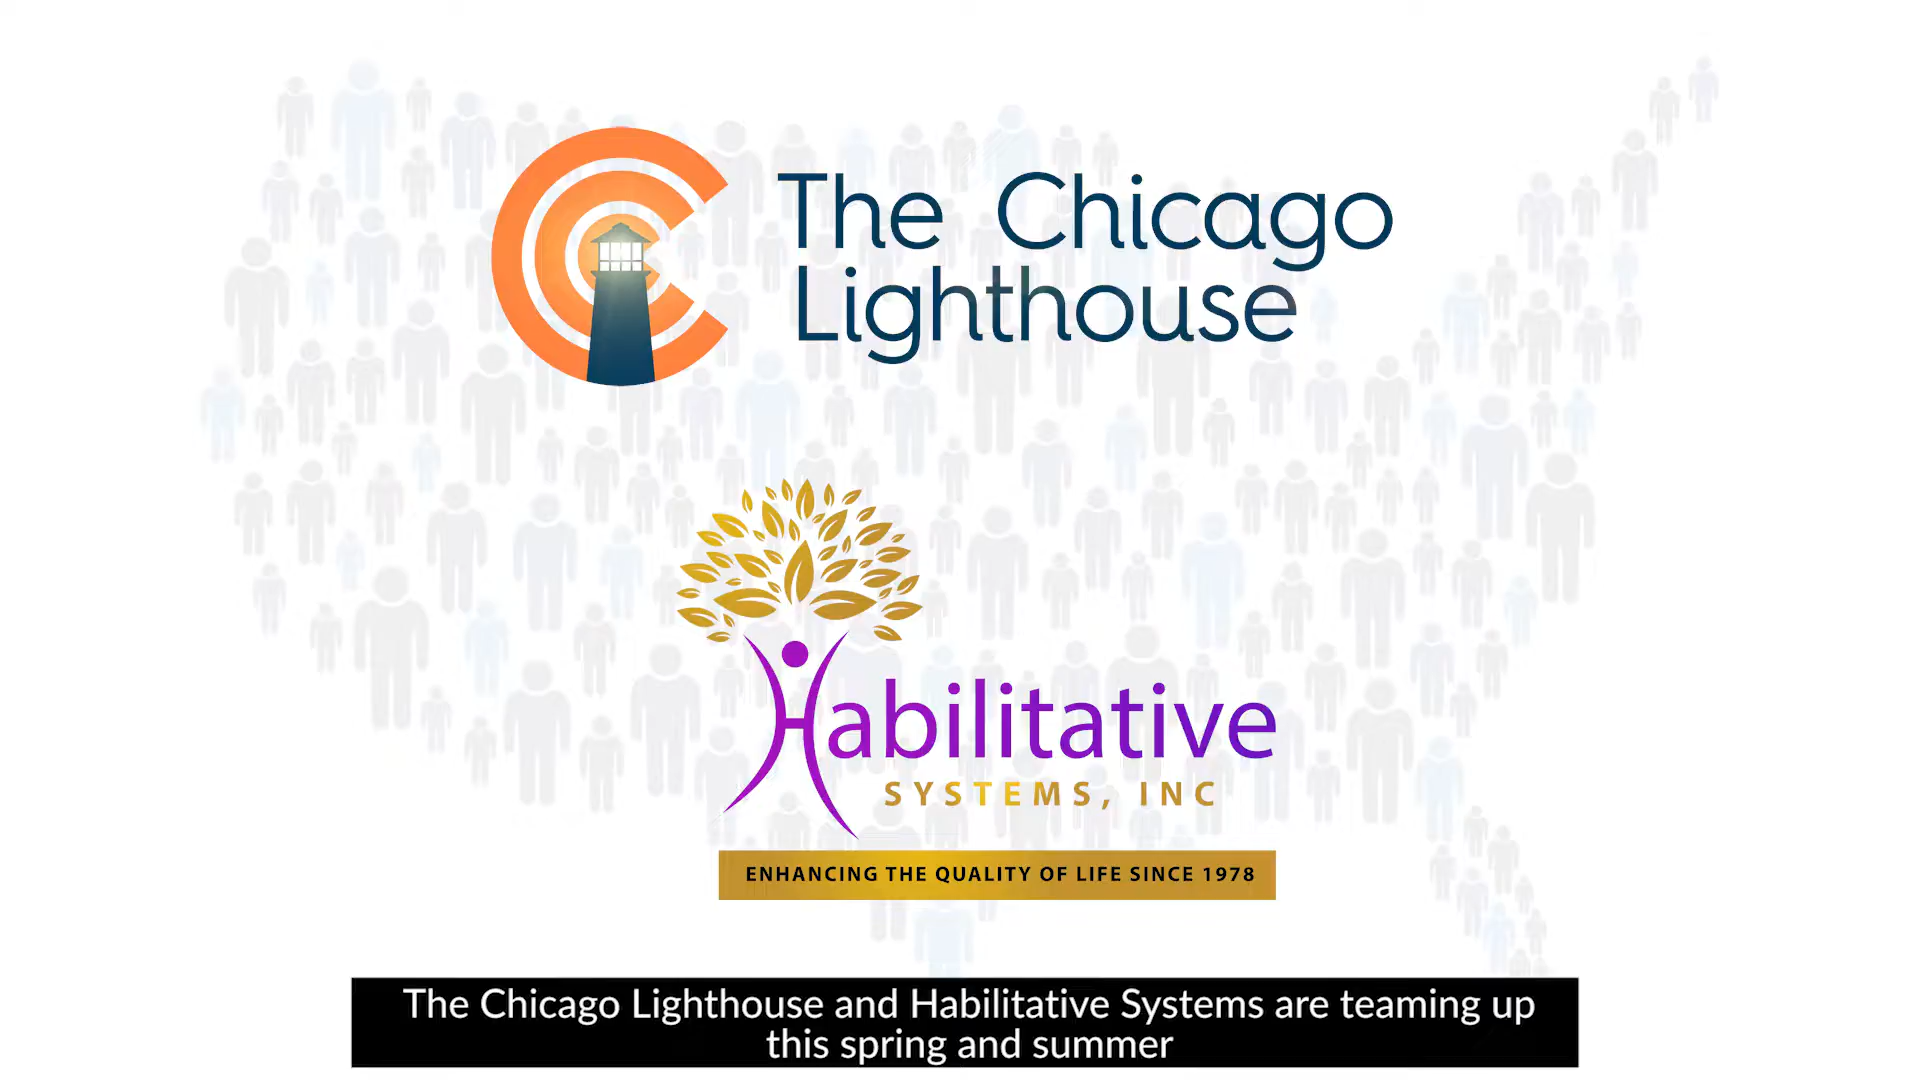 The Chicago
Lighthouse
Habilitative
SYSTEMS, INC
ENHANCING THE QUALITY OF LIFE SINCE 1978
The Chicago Lighthouse and Habilitative Systems are teaming up
this spring and summer